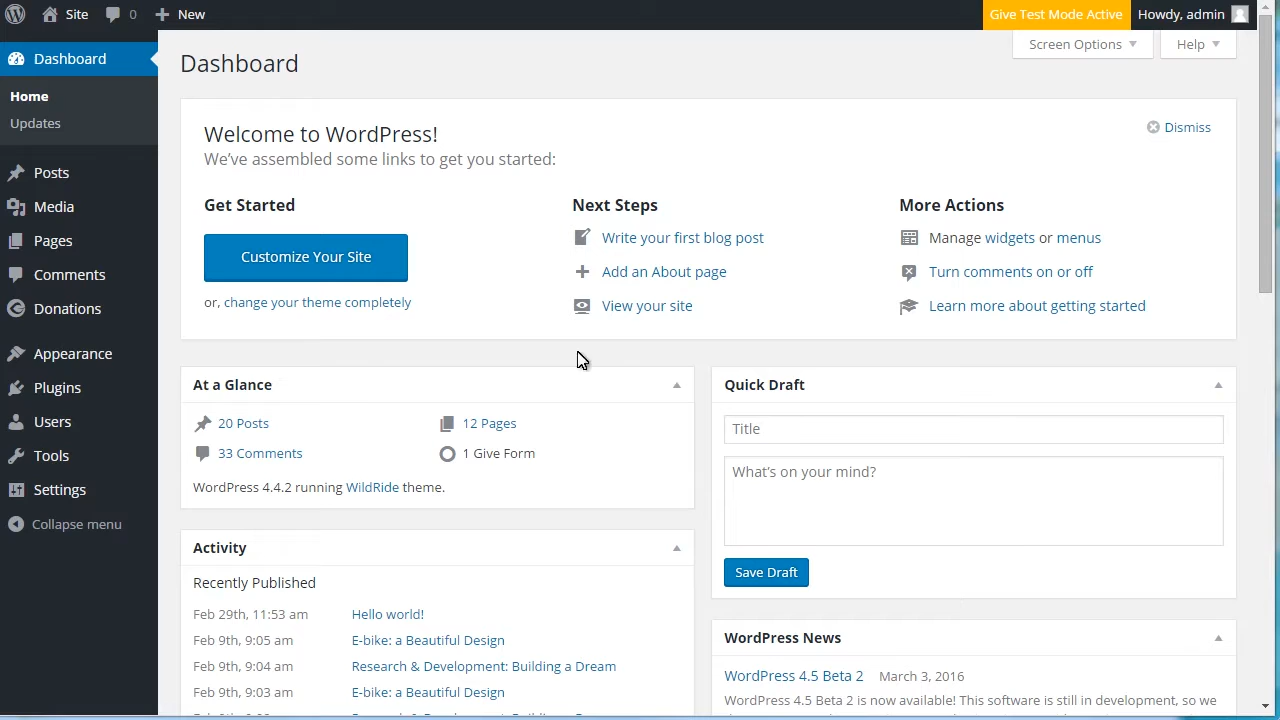 Site 0 New Give Test Mode Active Howdy, admin
Dashboard
Home
Updates
Posts
Media
Pages
Comments
Donations
Appearance
Plugins
Users
Tools
Settings
Collapse menu
Screen Options Help
Dashboard
Welcome to WordPress!
We've assembled some links to get you started:
Dismiss
Get Started
Customize Your Site
or, change your theme completely
Next Steps
Write your first blog post
Add an About page
View your site
More Actions
Manage widgets or menus
Turn comments on or off
Learn more about getting started
At a Glance
20 Posts 12 Pages
33 Comments 1 Give Form
WordPress 4.4.2 running WildRide theme.
Activity
Recently Published
Feb 29th, 11:53 am Hello world!
Feb 9th, 9:05 am E-bike: a Beautiful Design
Feb 9th, 9:04 am Research & Development: Building a Dream
Feb 9th, 9:03 am E-bike: a Beautiful Design
Quick Draft
Title
What's on your mind?
Save Draft
WordPress News
WordPress 4.5 Beta 2 March 3, 2016
WordPress 4.5 Beta 2 is now available! This software is still in development, so we